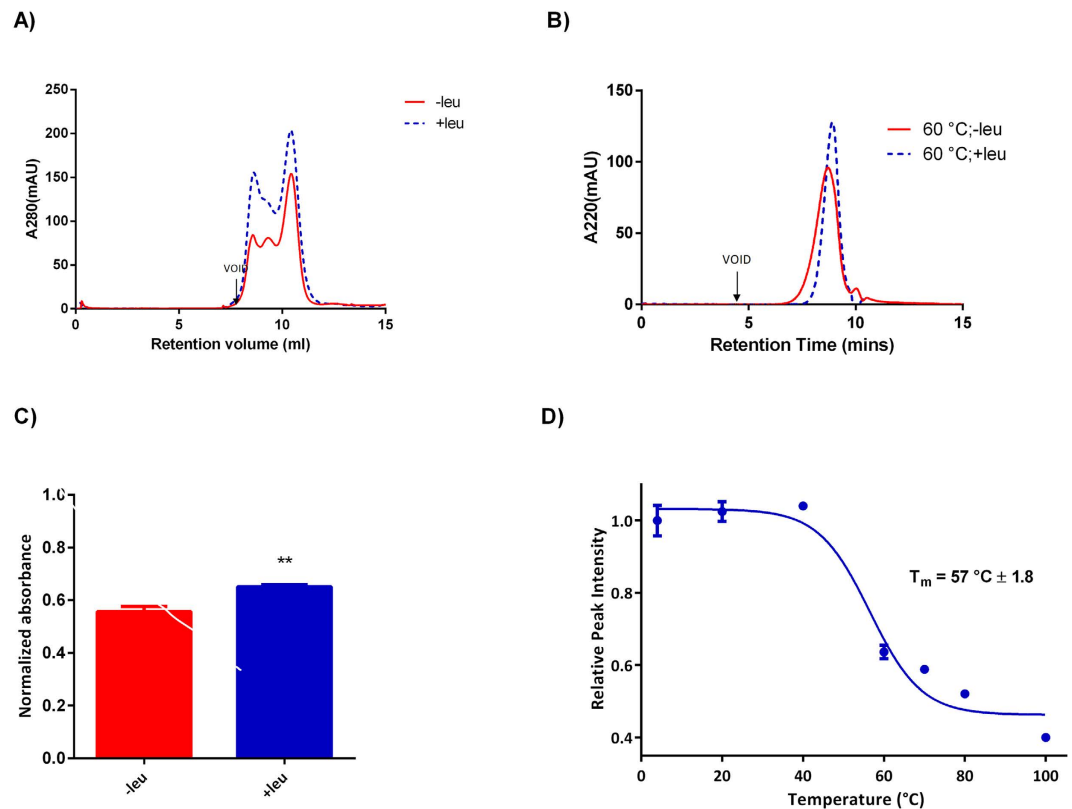 A)
250
200
150
100
50
0
A280(mAU)
VOID
0
5
10
15
Retention volume (ml)
-leu
+leu
B)
150
100
50
0
A220(mAU)
VOID
0
5
10
15
Retention Time (mins)
60 °C;-leu
60 °C;+leu
C)
1.0
0.8
0.6
0.4
0.2
0.0
Normalized absorbance
**
-leu
+leu
D)
1.0
0.8
0.6
0.4
Relative Peak Intensity
Tm = 57 °C ± 1.8
0
20
40
60
80
100
Temperature (°C)